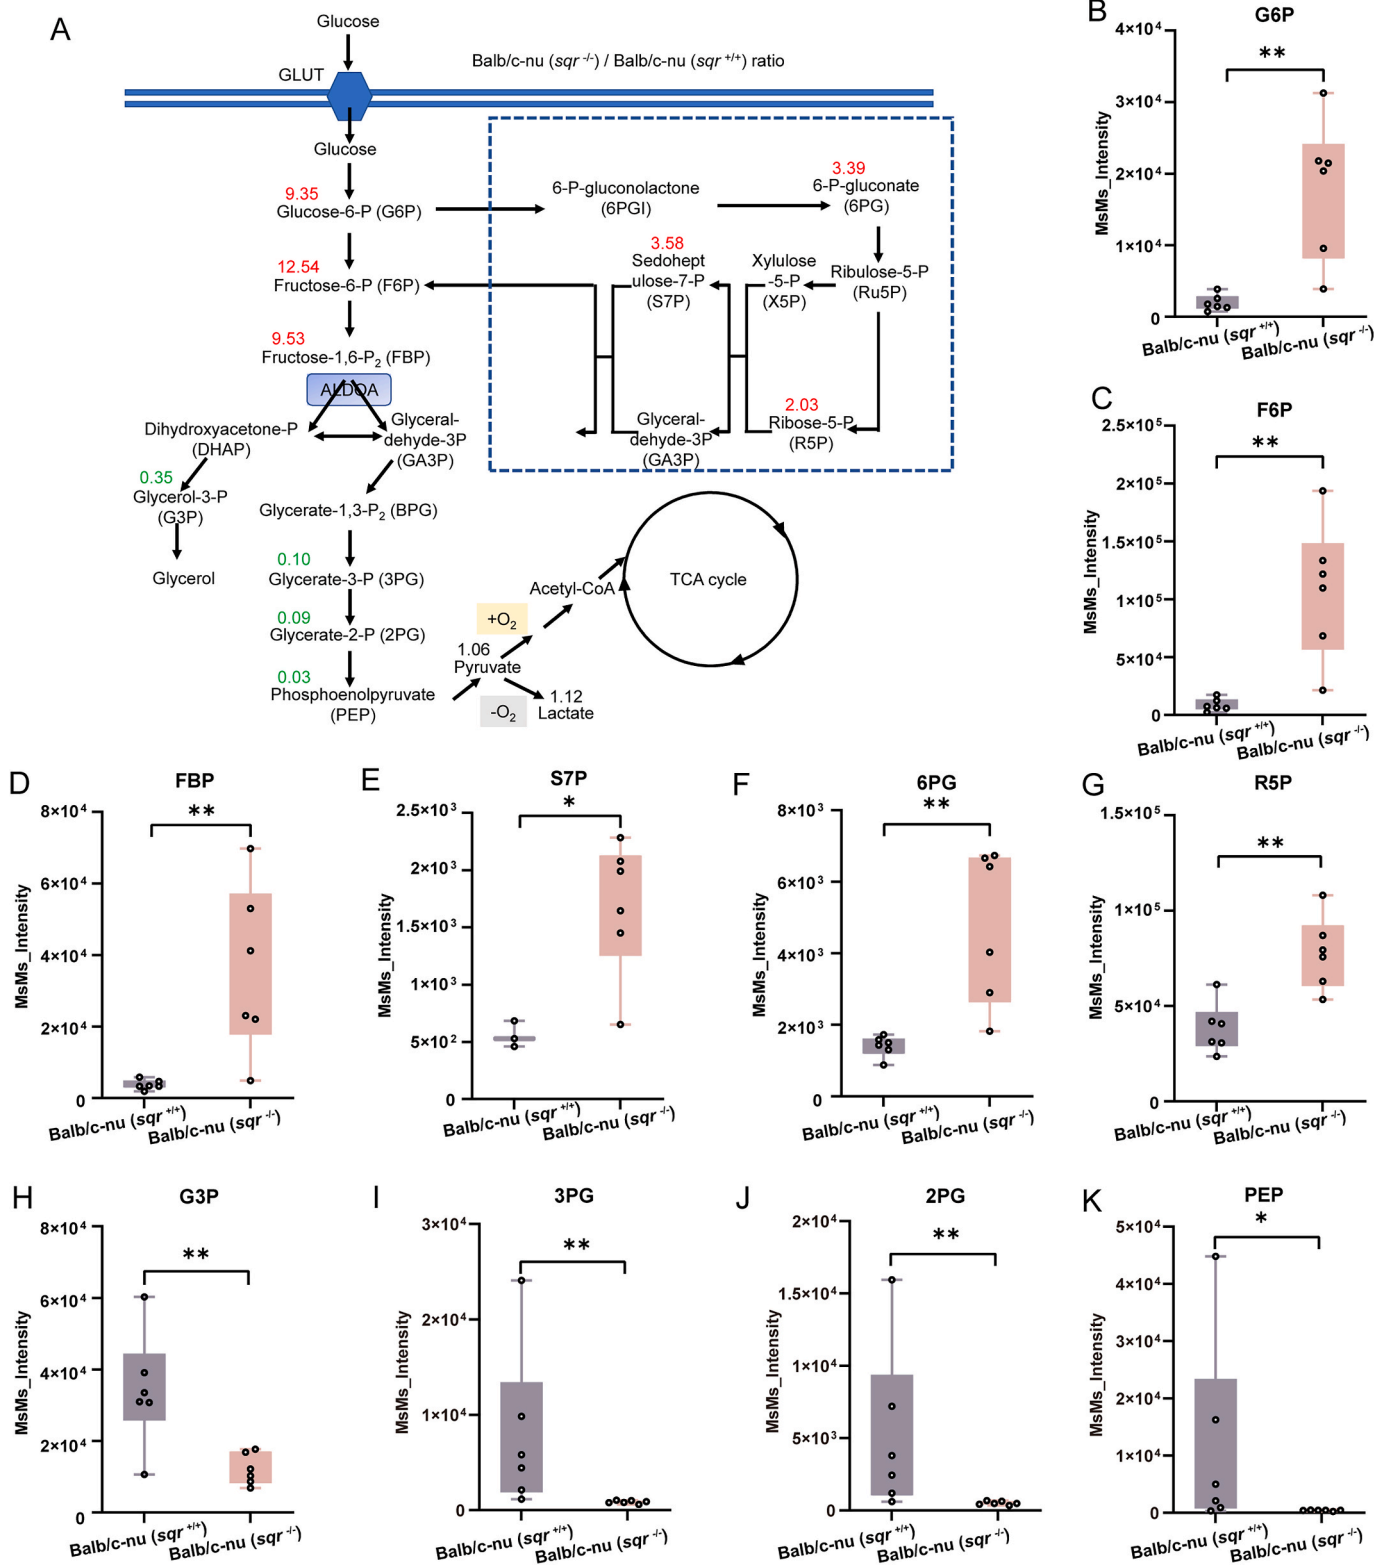 A
Glucose
GLUT
Balb/c-nu (sqr -/-) / Balb/c-nu (sqr +/+) ratio
Glucose
9.35
Glucose-6-P (G6P)
12.54
Fructose-6-P (F6P)
9.53
Fructose-1,6-P2 (FBP)
ALDOA
Dihydroxyacetone-P
(DHAP)
Glyceral-
dehyde-3P
(GA3P)
0.35
Glycerol-3-P
(G3P)
Glycerol
Glycerate-1,3-P2 (BPG)
0.10
Glycerate-3-P (3PG)
0.09
Glycerate-2-P (2PG)
0.03
Phosphoenolpyruvate
(PEP)
6-P-gluconolactone
(6PGI)
3.39
6-P-gluconate
(6PG)
3.58
Sedohept
ulose-7-P
(S7P)
Xylulose
-5-P
(X5P)
Ribulose-5-P
(Ru5P)
Glyceral-
dehyde-3P
(GA3P)
2.03
Ribose-5-P
(R5P)
1.06
Pyruvate
+O2
-O2
1.12
Lactate
Acetyl-CoA
TCA cycle
B
G6P
**
MsMs_Intensity
4×10⁴
3×10⁴
2×10⁴
1×10⁴
0
Balb/c-nu (sqr +/+)
Balb/c-nu (sqr -/-)
C
F6P
**
MsMs_Intensity
2.5×10⁵
2×10⁵
1.5×10⁵
1×10⁵
5×10⁴
0
Balb/c-nu (sqr +/+)
Balb/c-nu (sqr -/-)
D
FBP
**
MsMs_Intensity
8×10⁴
6×10⁴
4×10⁴
2×10⁴
0
Balb/c-nu (sqr +/+)
Balb/c-nu (sqr -/-)
E
S7P
*
MsMs_Intensity
2.5×10³
2×10³
1.5×10³
1×10³
5×10²
0
Balb/c-nu (sqr +/+)
Balb/c-nu (sqr -/-)
F
6PG
**
MsMs_Intensity
8×10³
6×10³
4×10³
2×10³
0
Balb/c-nu (sqr +/+)
Balb/c-nu (sqr -/-)
G
R5P
**
MsMs_Intensity
1.5×10⁵
1×10⁵
5×10⁴
0
Balb/c-nu (sqr +/+)
Balb/c-nu (sqr -/-)
H
G3P
**
MsMs_Intensity
8×10⁴
6×10⁴
4×10⁴
2×10⁴
0
Balb/c-nu (sqr +/+)
Balb/c-nu (sqr -/-)
I
3PG
**
MsMs_Intensity
3×10⁴
2×10⁴
1×10⁴
0
Balb/c-nu (sqr +/+)
Balb/c-nu (sqr -/-)
J
2PG
**
MsMs_Intensity
2×10⁴
1.5×10⁴
1×10⁴
5×10³
0
Balb/c-nu (sqr +/+)
Balb/c-nu (sqr -/-)
K
PEP
*
MsMs_Intensity
5×10⁴
4×10⁴
3×10⁴
2×10⁴
1×10⁴
0
Balb/c-nu (sqr +/+)
Balb/c-nu (sqr -/-)